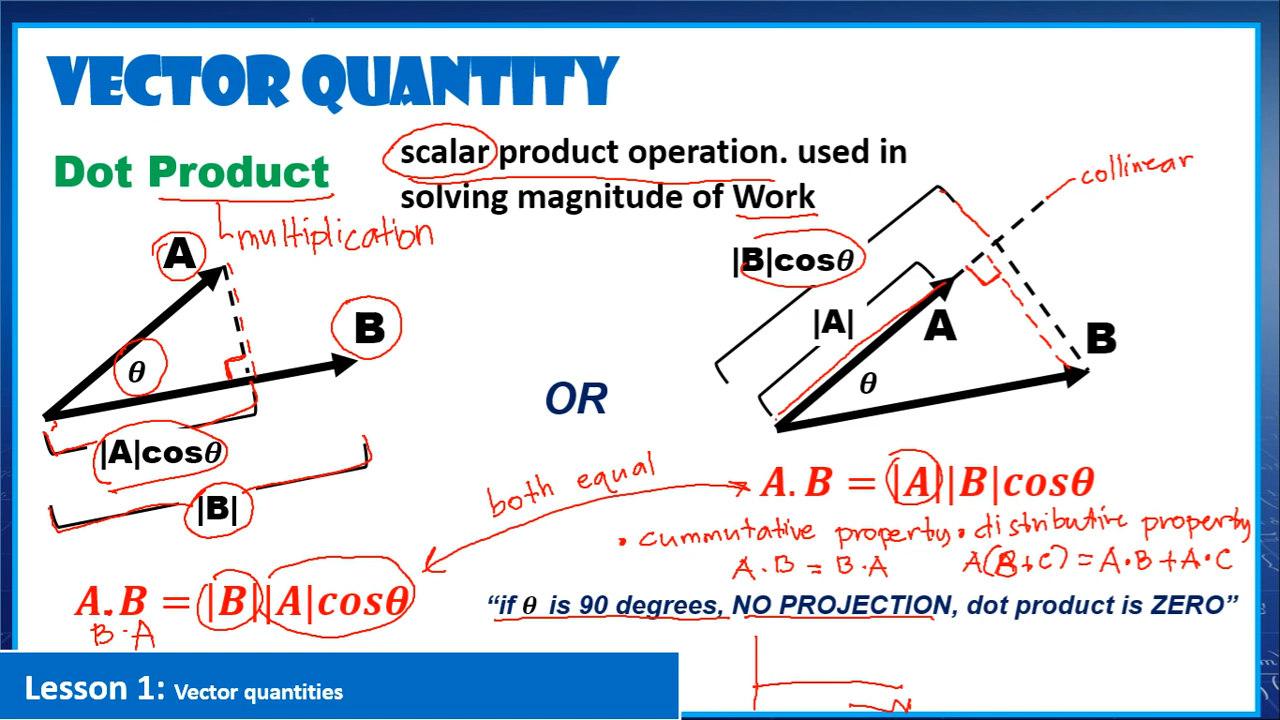 VECTOR QUANTITY
Dot Product
scalar product operation. used in
solving magnitude of Work
multiplication
collinear
A
B
θ
|A|cosθ
|B|
OR
|B|cosθ
|A|
A
B
θ
both equal
A.B = |A||B|cosθ
• cummutative property • distributive property
A·B = B·A A(B+C) = A·B + A·C
A.B = |B||A|cosθ
B·A
“if θ is 90 degrees, NO PROJECTION, dot product is ZERO”
Lesson 1: Vector quantities